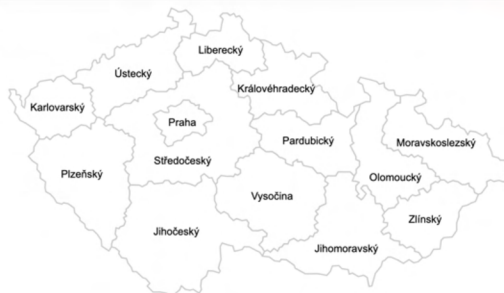 Liberecký
Ústecký
Královéhradecký
Karlovarský
Praha
Pardubický
Moravskoslezský
Středočeský
Plzeňský
Olomoucký
Vysočina
Zlínský
Jihočeský
Jihomoravský